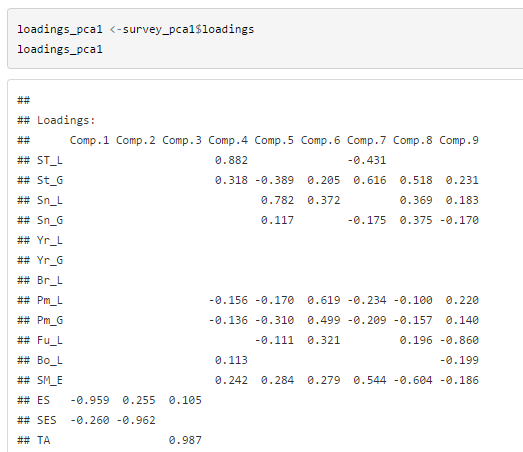 loadings_pca1 <-survey_pca1$loadings
loadings_pca1
##
## Loadings:
##      Comp.1 Comp.2 Comp.3 Comp.4 Comp.5 Comp.6 Comp.7 Comp.8 Comp.9
## ST_L                       0.882               -0.431
## St_G                       0.318 -0.389  0.205  0.616  0.518  0.231
## Sn_L                              0.782  0.372         0.369  0.183
## Sn_G                              0.117        -0.175  0.375 -0.170
## Yr_L
## Yr_G
## Br_L
## Pm_L                      -0.156 -0.170  0.619 -0.234 -0.100  0.220
## Pm_G                      -0.136 -0.310  0.499 -0.209 -0.157  0.140
## Fu_L                             -0.111  0.321         0.196 -0.860
## Bo_L                       0.113                             -0.199
## SM_E                       0.242  0.284  0.279  0.544 -0.604 -0.186
## ES   -0.959  0.255  0.105
## SES  -0.260 -0.962
## TA                  0.987